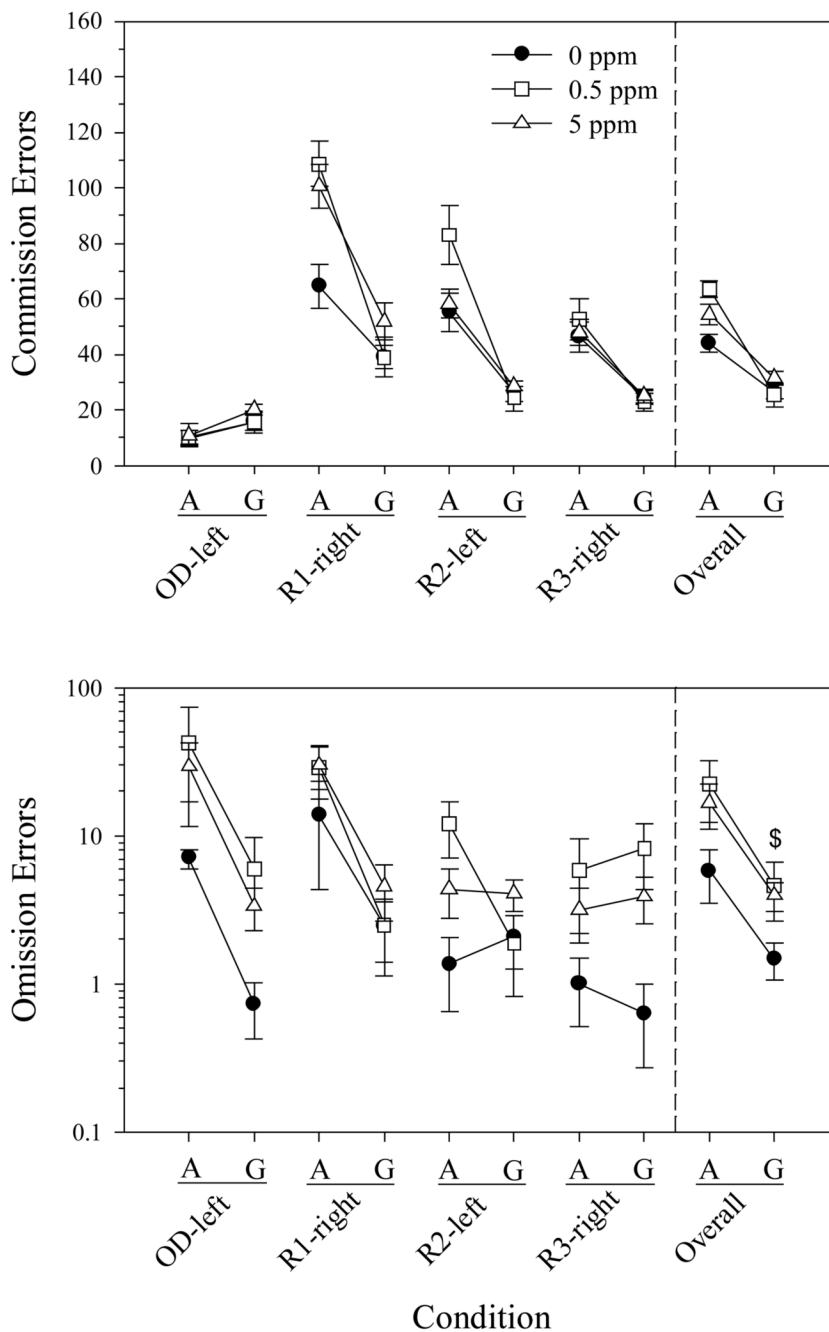 160
140
120
100
80
60
40
20
0
Commission Errors
0 ppm
0.5 ppm
5 ppm
A G A G A G A G A G
OD-left R1-right R2-left R3-right Overall
100
10
1
0.1
Omission Errors
$
A G A G A G A G A G
OD-left R1-right R2-left R3-right Overall
Condition